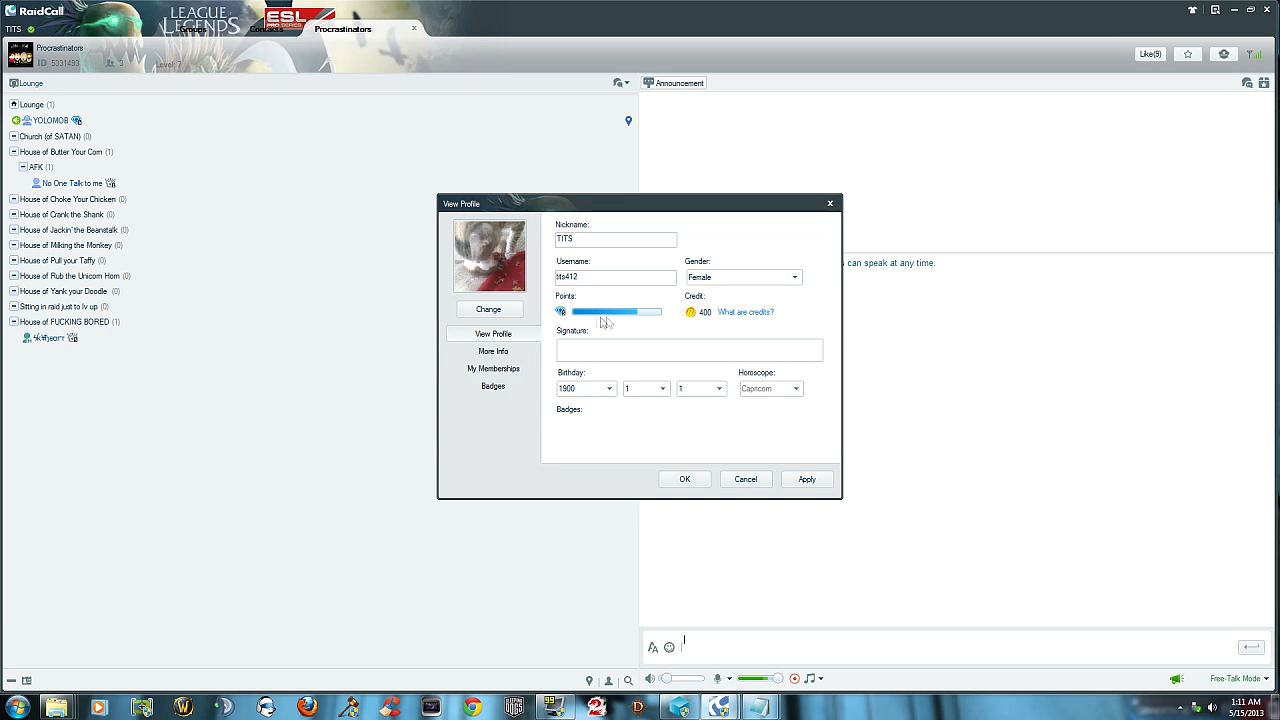 RaidCall
LEAGUE of LEGENDS
ESL
PRO SERIES
TITS
Groups
Contacts
Procrastinators
Procrastinators
ID 5331493
3
Level: 7
Like(9)
Lounge
Announcement
Lounge (1)
YOLOMOB
Church (of SATAN) (0)
House of Butter Your Corn (1)
AFK (1)
No One Talk to me
House of Choke Your Chicken (0)
House of Crank the Shank (0)
House of Jackin' the Beanstalk (0)
House of Milking the Monkey (0)
House of Pull your Taffy (0)
House of Rub the Unicorn Horn (0)
House of Yank your Doodle (0)
Sitting in raid just to lv up (0)
House of FUCKING BORED (1)
View Profile
Nickname:
TITS
Username:
Gender:
tits412
Female
Points:
Credit:
400
What are credits?
Change
Signature:
View Profile
More Info
My Memberships
Badges
Birthday:
Horoscope:
1900
1
1
Capricorn
Badges:
OK
Cancel
Apply
can speak at any time.
Free-Talk Mode
1:11 AM
5/15/2013